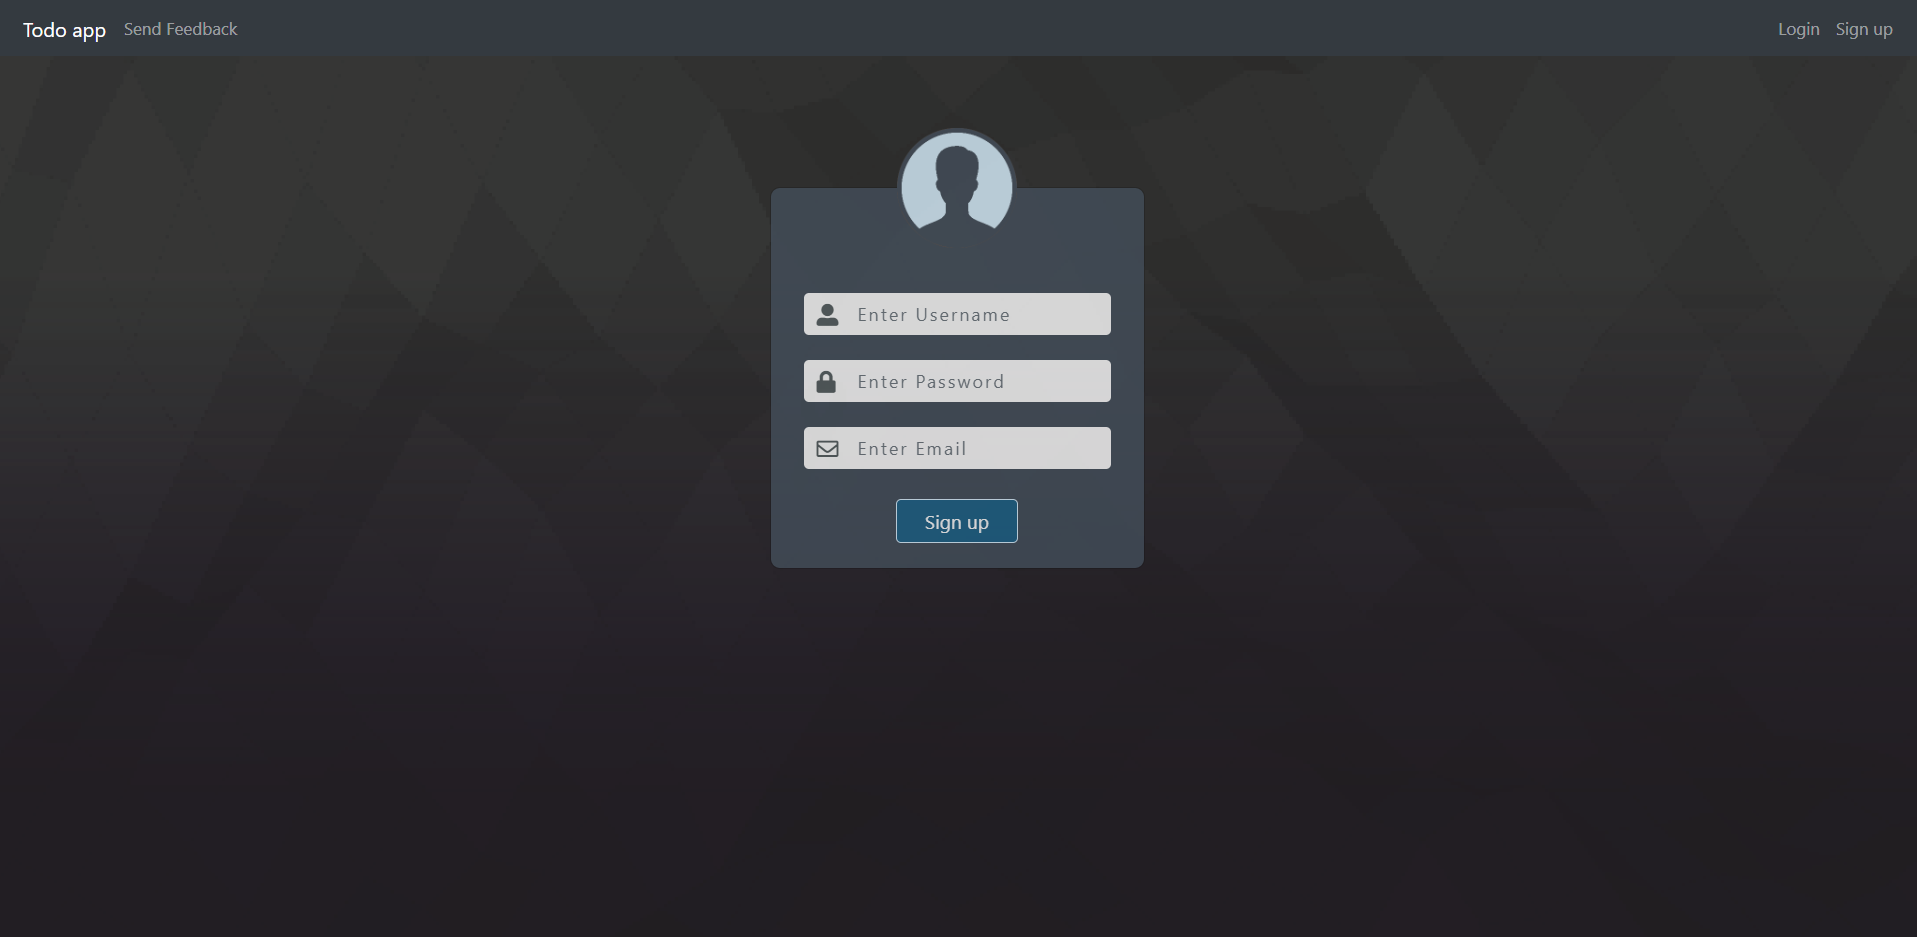 Todo app Send Feedback Login Sign up
Enter Username
Enter Password
Enter Email
Sign up